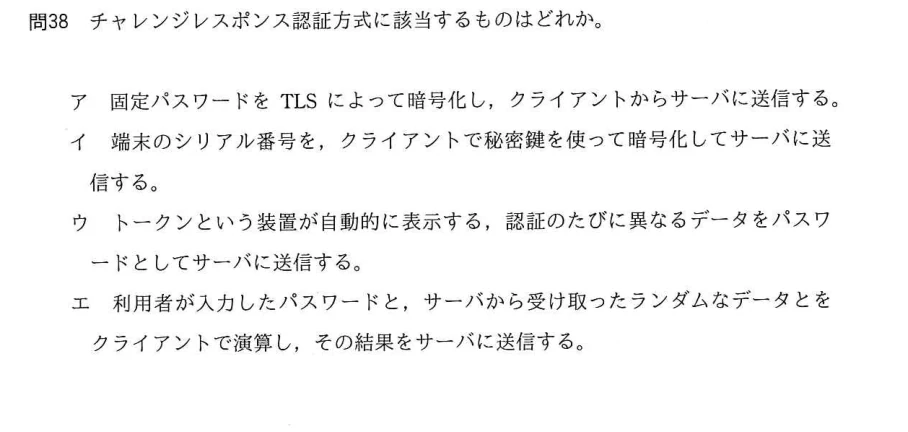 問38　チャレンジレスポンス認証方式に該当するものはどれか。
ア　固定パスワードを TLS によって暗号化し，クライアントからサーバに送信する。
イ　端末のシリアル番号を，クライアントで秘密鍵を使って暗号化してサーバに送
信する。
ウ　トークンという装置が自動的に表示する，認証のたびに異なるデータをパスワ
ードとしてサーバに送信する。
エ　利用者が入力したパスワードと，サーバから受け取ったランダムなデータとを
クライアントで演算し，その結果をサーバに送信する。